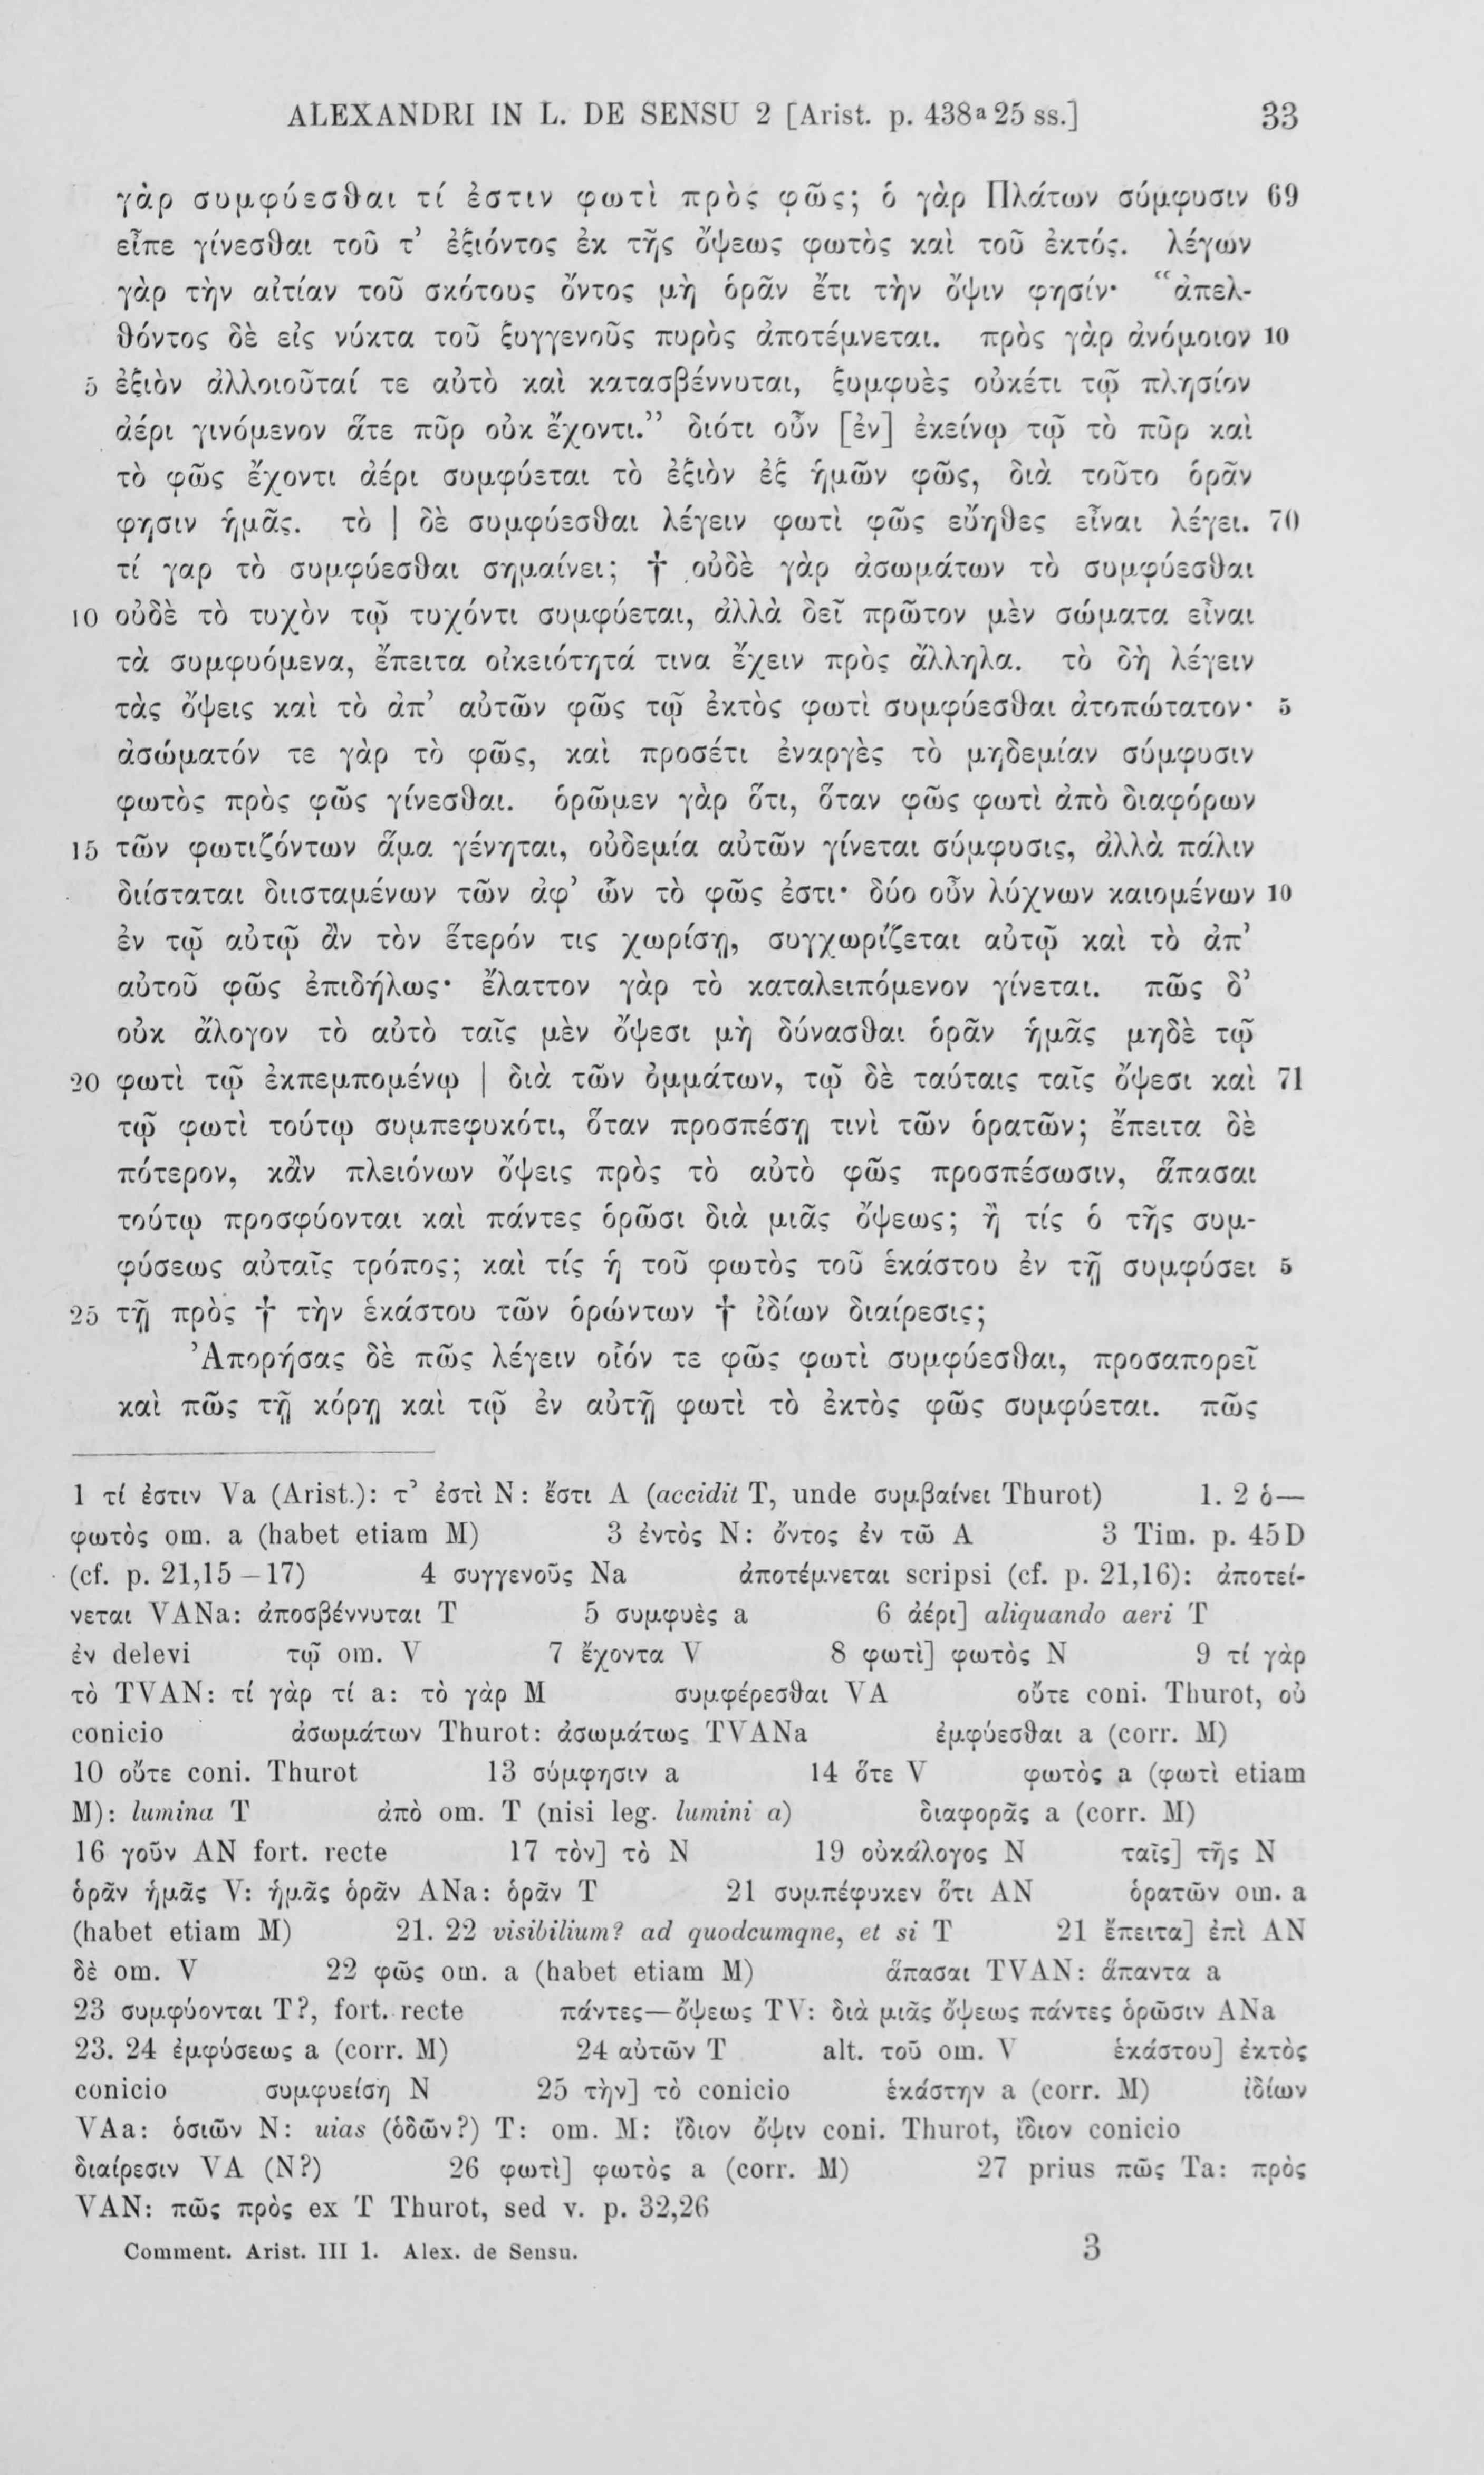 ALEXANDRI IN L. DE SENSU 2 [Arist. p. 438ª 25 ss.] 33
γὰρ συμφύεσθαι τί ἐστιν φωτὶ πρὸς φῶς; ὁ γὰρ Πλάτων σύμφυσιν 69
εἶπε γίνεσθαι τοῦ τ’ ἐξιόντος ἐκ τῆς ὄψεως φωτὸς καὶ τοῦ ἐκτός. λέγων
γὰρ τὴν αἰτίαν τοῦ σκότους ὄντος μὴ ὁρᾶν ἔτι τὴν ὄψιν φησίν· “ἀπελ-
θόντος δὲ εἰς νύκτα τοῦ ξυγγενοῦς πυρὸς ἀποτέμνεται. πρὸς γὰρ ἀνόμοιον 10
5 ἐξιὸν ἀλλοιοῦταί τε αὐτὸ καὶ κατασβέννυται, ξυμφυὲς οὐκέτι τῷ πλησίον
ἀέρι γινόμενον ἅτε πῦρ οὐκ ἔχοντι.” διότι οὖν [ἐν] ἐκείνῳ τῷ τὸ πῦρ καὶ
τὸ φῶς ἔχοντι ἀέρι συμφύεται τὸ ἐξιὸν ἐξ ἡμῶν φῶς, διὰ τοῦτο ὁρᾶν
φησιν ἡμᾶς. τὸ | δὲ συμφύεσθαι λέγειν φωτὶ φῶς εὔηθες εἶναι λέγει. 70
τί γαρ τὸ συμφύεσθαι σημαίνει; † οὐδὲ γὰρ ἀσωμάτων τὸ συμφύεσθαι
10 οὐδὲ τὸ τυχὸν τῷ τυχόντι συμφύεται, ἀλλὰ δεῖ πρῶτον μὲν σώματα εἶναι
τὰ συμφυόμενα, ἔπειτα οἰκειότητά τινα ἔχειν πρὸς ἄλληλα. τὸ δὴ λέγειν
τὰς ὄψεις καὶ τὸ ἀπ’ αὐτῶν φῶς τῷ ἐκτὸς φωτὶ συμφύεσθαι ἀτοπώτατον· 5
ἀσώματόν τε γὰρ τὸ φῶς, καὶ προσέτι ἐναργὲς τὸ μηδεμίαν σύμφυσιν
φωτὸς πρὸς φῶς γίνεσθαι. ὁρῶμεν γὰρ ὅτι, ὅταν φῶς φωτὶ ἀπὸ διαφόρων
15 τῶν φωτιζόντων ἅμα γένηται, οὐδεμία αὐτῶν γίνεται σύμφυσις, ἀλλὰ πάλιν
διίσταται διισταμένων τῶν ἀφ’ ὧν τὸ φῶς ἐστι· δύο οὖν λύχνων καιομένων 10
ἐν τῷ αὐτῷ ἂν τὸν ἕτερόν τις χωρίσῃ, συγχωρίζεται αὐτῷ καὶ τὸ ἀπ’
αὐτοῦ φῶς ἐπιδήλως· ἔλαττον γὰρ τὸ καταλειπόμενον γίνεται. πῶς δ’
οὐκ ἄλογον τὸ αὐτὸ ταῖς μὲν ὄψεσι μὴ δύνασθαι ὁρᾶν ἡμᾶς μηδὲ τῷ
20 φωτὶ τῷ ἐκπεμπομένῳ | διὰ τῶν ὀμμάτων, τῷ δὲ ταύταις ταῖς ὄψεσι καὶ 71
τῷ φωτὶ τούτῳ συμπεφυκότι, ὅταν προσπέσῃ τινὶ τῶν ὁρατῶν; ἔπειτα δὲ
πότερον, κἂν πλειόνων ὄψεις πρὸς τὸ αὐτὸ φῶς προσπέσωσιν, ἅπασαι
τούτῳ προσφύονται καὶ πάντες ὁρῶσι διὰ μιᾶς ὄψεως; ἢ τίς ὁ τῆς συμ-
φύσεως αὐταῖς τρόπος; καὶ τίς ἡ τοῦ φωτὸς τοῦ ἑκάστου ἐν τῇ συμφύσει 5
25 τῇ πρὸς † τὴν ἑκάστου τῶν ὁρώντων † ἰδίων διαίρεσις;
Ἀπορήσας δὲ πῶς λέγειν οἷόν τε φῶς φωτὶ συμφύεσθαι, προσαπορεῖ
καὶ πῶς τῇ κόρῃ καὶ τῷ ἐν αὐτῇ φωτὶ τὸ ἐκτὸς φῶς συμφύεται. πῶς
1 τί ἐστιν Va (Arist.): τ’ ἐστὶ N: ἔστι A (accidit T, unde συμβαίνει Thurot) 1. 2 ὁ—
φωτὸς om. a (habet etiam M) 3 ἐντὸς N: ὄντος ἐν τῶ A 3 Tim. p. 45D
(cf. p. 21,15–17) 4 συγγενοῦς Na ἀποτέμνεται scripsi (cf. p. 21,16): ἀποτεί-
νεται VANa: ἀποσβέννυται T 5 συμφυὲς a 6 ἀέρι] aliquando aeri T
ἐν delevi τῷ om. V 7 ἔχοντα V 8 φωτὶ] φωτὸς N 9 τί γὰρ
τὸ TVAN: τί γὰρ τί a: τὸ γὰρ M συμφέρεσθαι VA οὔτε coni. Thurot, οὐ
conicio ἀσωμάτων Thurot: ἀσωμάτως TVANa ἐμφύεσθαι a (corr. M)
10 οὔτε coni. Thurot 13 σύμφησιν a 14 ὅτε V φωτὸς a (φωτὶ etiam
M): lumina T ἀπὸ om. T (nisi leg. lumini a) διαφορᾶς a (corr. M)
16 γοῦν AN fort. recte 17 τὸν] τὸ N 19 οὐκάλογος N ταῖς] τῆς N
ὁρᾶν ἡμᾶς V: ἡμᾶς ὁρᾶν ANa: ὁρᾶν T 21 συμπέφυκεν ὅτι AN ὁρατῶν om. a
(habet etiam M) 21. 22 visibilium? ad quodcumqne, et si T 21 ἔπειτα] ἐπὶ AN
δὲ om. V 22 φῶς om. a (habet etiam M) ἅπασαι TVAN: ἅπαντα a
23 συμφύονται T?, fort. recte πάντες—ὄψεως TV: διὰ μιᾶς ὄψεως πάντες ὁρῶσιν ANa
23. 24 ἐμφύσεως a (corr. M) 24 αὐτῶν T alt. τοῦ om. V ἑκάστου] ἐκτὸς
conicio συμφυείσῃ N 25 τὴν] τὸ conicio ἑκάστην a (corr. M) ἰδίων
VAa: ὁσιῶν N: uias (ὁδῶν?) T: om. M: ἴδιον ὄψιν coni. Thurot, ἴδιον conicio
διαίρεσιν VA (N?) 26 φωτὶ] φωτὸς a (corr. M) 27 prius πῶς Ta: πρὸς
VAN: πῶς πρὸς ex T Thurot, sed v. p. 32,26
Comment. Arist. III 1. Alex. de Sensu. 3